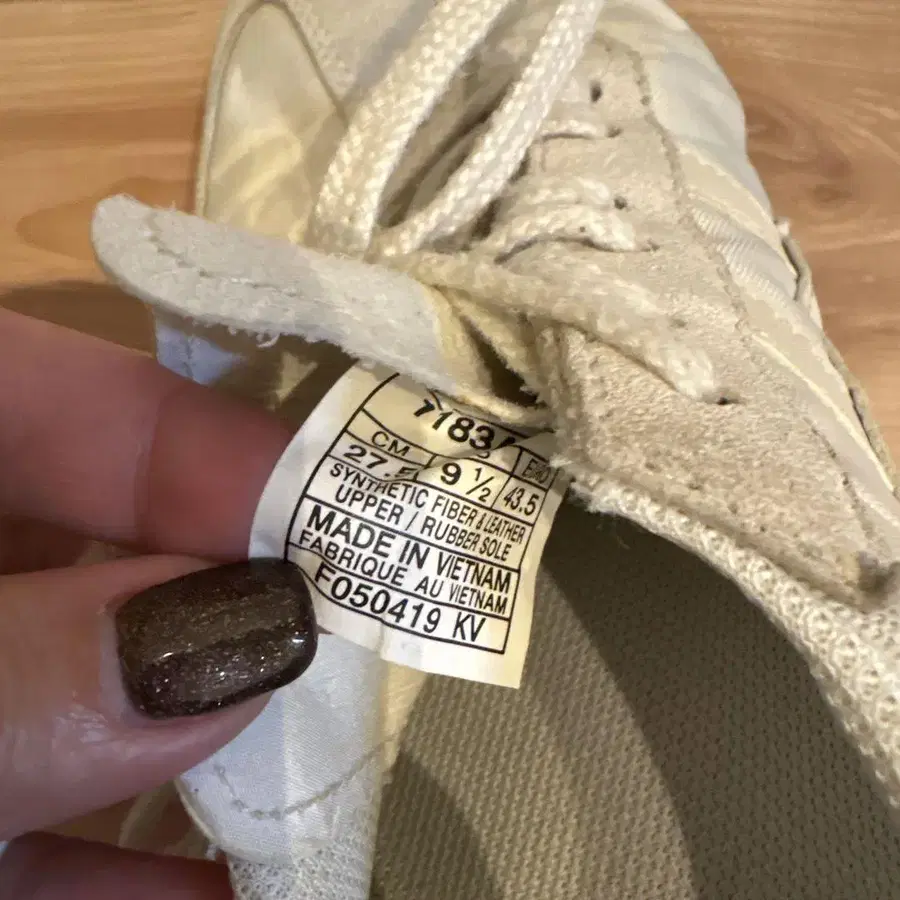 7183
CM
27.5 9 ½ 43.5
SYNTHETIC FIBER & LEATHER
UPPER / RUBBER SOLE
MADE IN VIETNAM
FABRIQUE AU VIETNAM
F050419 KV